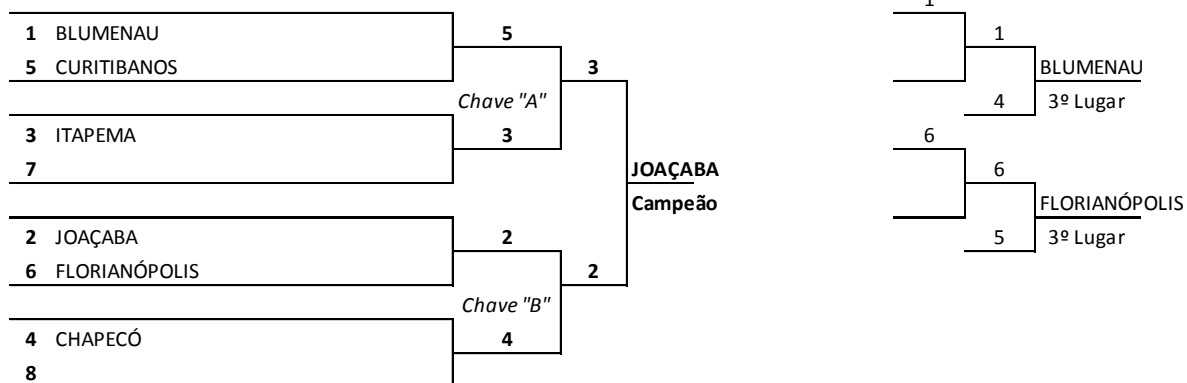 1
1 BLUMENAU 5 1
5 CURITIBANOS 3 BLUMENAU
Chave "A" 4 3º Lugar
3 ITAPEMA 3 6
7 JOAÇABA 6
Campeão FLORIANÓPOLIS
2 JOAÇABA 2 5 3º Lugar
6 FLORIANÓPOLIS 2
Chave "B"
4 CHAPECÓ 4
8